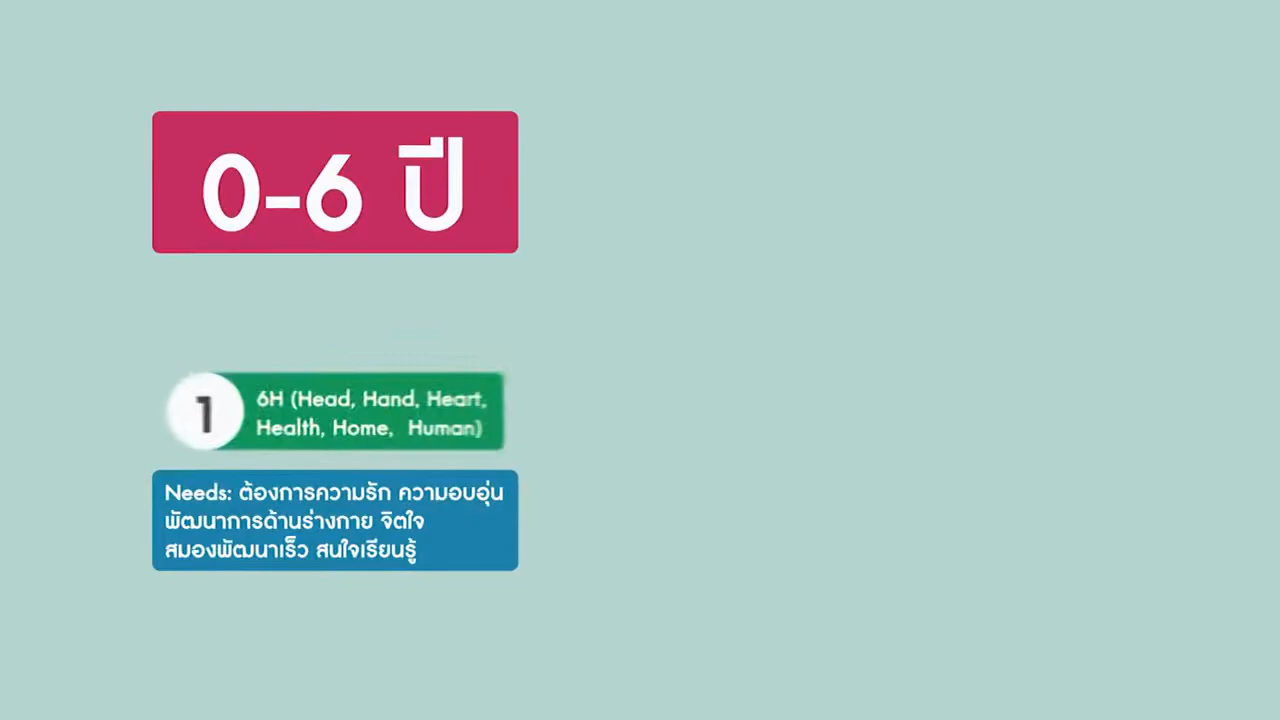 0-6 ปี
1
6H (Head, Hand, Heart,
Health, Home, Human)
Needs: ต้องการความรัก ความอบอุ่น
พัฒนาการด้านร่างกาย จิตใจ
สมองพัฒนาเร็ว สนใจเรียนรู้